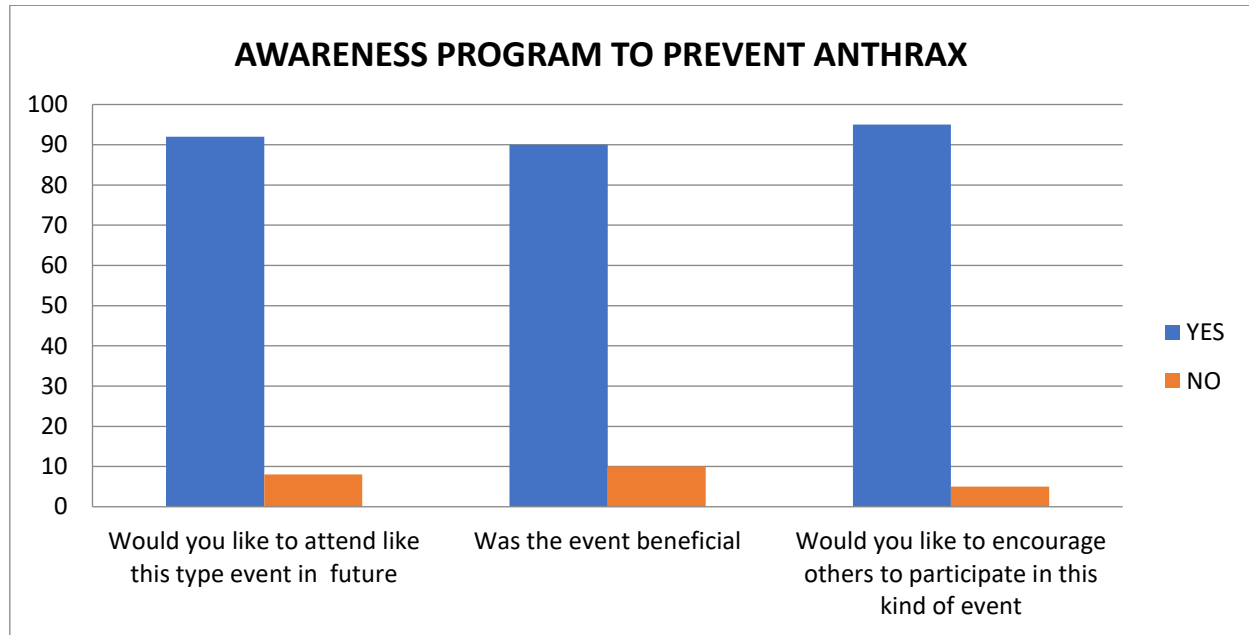 AWARENESS PROGRAM TO PREVENT ANTHRAX
100
90
80
70
60
50
40
30
20
10
0
YES
NO
Would you like to attend like
this type event in  future
Was the event beneficial
Would you like to encourage
others to participate in this
kind of event